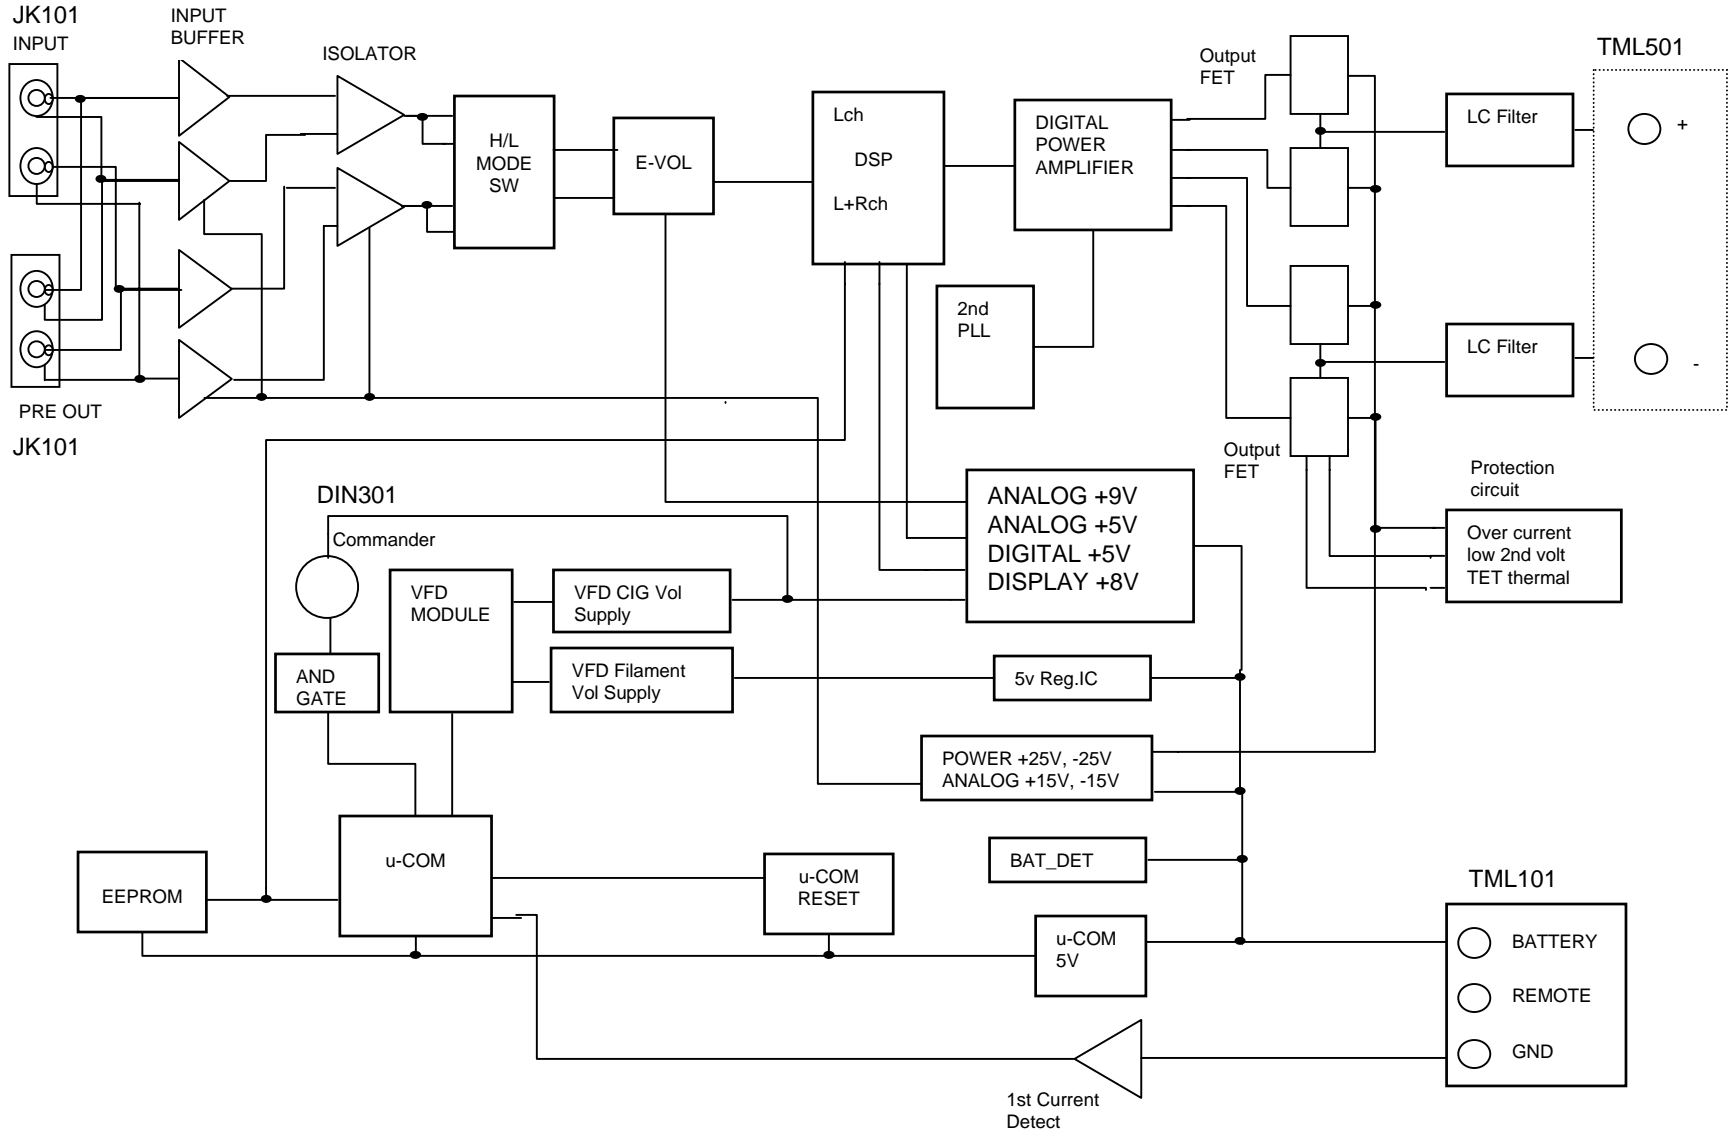 JK101
INPUT
INPUT
BUFFER
ISOLATOR
H/L
MODE
SW
E-VOL
Lch
DSP
L+Rch
DIGITAL
POWER
AMPLIFIER
Output
FET
LC Filter
TML501
+
2nd
PLL
LC Filter
-
PRE OUT
JK101
Output
FET
Protection
circuit
Over current
low 2nd volt
TET thermal
DIN301
Commander
ANALOG +9V
ANALOG +5V
DIGITAL +5V
DISPLAY +8V
VFD
MODULE
VFD CIG Vol
Supply
AND
GATE
VFD Filament
Vol Supply
5v Reg.IC
POWER +25V, -25V
ANALOG +15V, -15V
BAT_DET
u-COM
EEPROM
u-COM
RESET
u-COM
5V
TML101
BATTERY
REMOTE
GND
1st Current
Detect